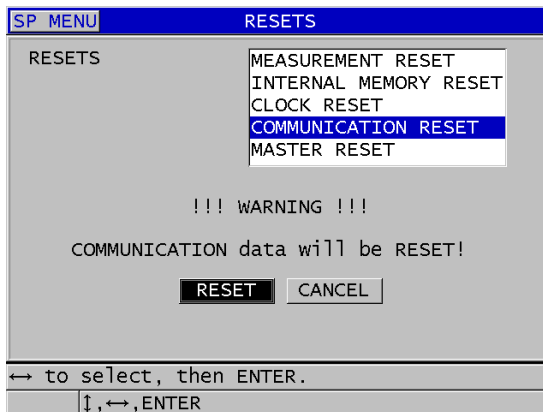 SP MENU RESETS
RESETS
MEASUREMENT RESET
INTERNAL MEMORY RESET
CLOCK RESET
COMMUNICATION RESET
MASTER RESET
!!! WARNING !!!
COMMUNICATION data will be RESET!
RESET CANCEL
↔ to select, then ENTER.
↕,↔,ENTER